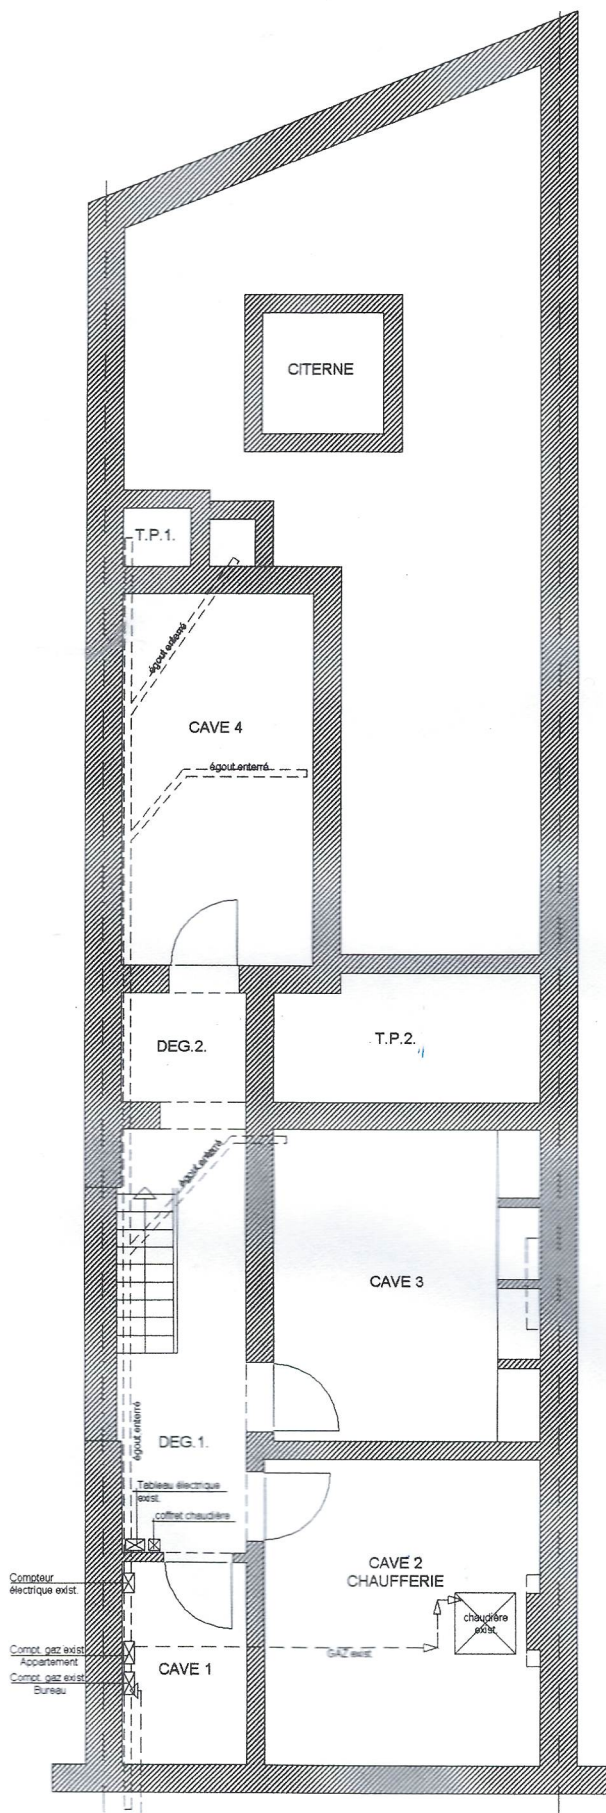 CITERNE
T.P.1.
égout enterré
CAVE 4
égout enterré
DEG.2.
T.P.2.
égout enterré
CAVE 3
égout enterré
DEG.1.
Tableau électrique
exist.
coffret chaudière
CAVE 2
CHAUFFERIE
Compteur
électrique exist.
chaudière
exist.
Compt. gaz exist
Appartement
GAZ exist
CAVE 1
Compt. gaz exist
Bureau